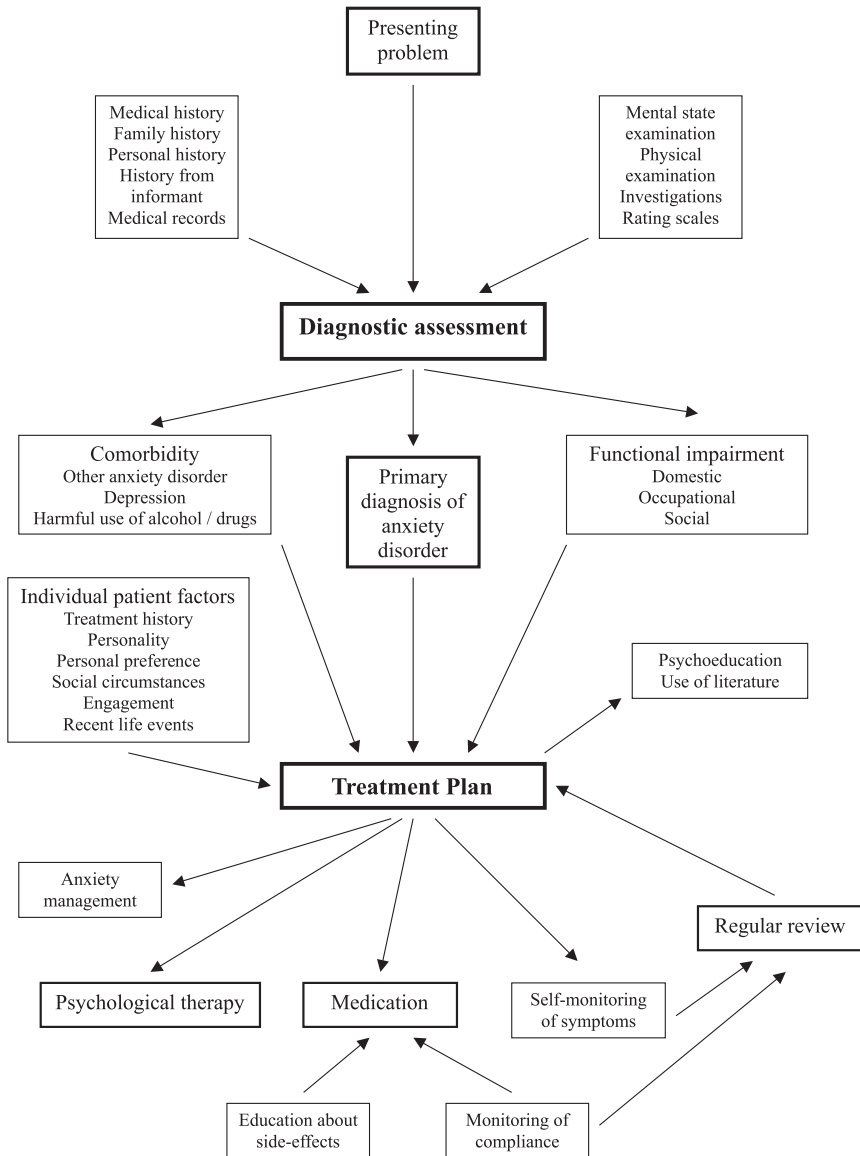 Presenting
problem
Medical history
Family history
Personal history
History from
informant
Medical records
Mental state
examination
Physical
examination
Investigations
Rating scales
Diagnostic assessment
Comorbidity
Other anxiety disorder
Depression
Harmful use of alcohol / drugs
Primary
diagnosis of
anxiety
disorder
Functional impairment
Domestic
Occupational
Social
Individual patient factors
Treatment history
Personality
Personal preference
Social circumstances
Engagement
Recent life events
Psychoeducation
Use of literature
Treatment Plan
Anxiety
management
Regular review
Psychological therapy
Medication
Self-monitoring
of symptoms
Education about
side-effects
Monitoring of
compliance